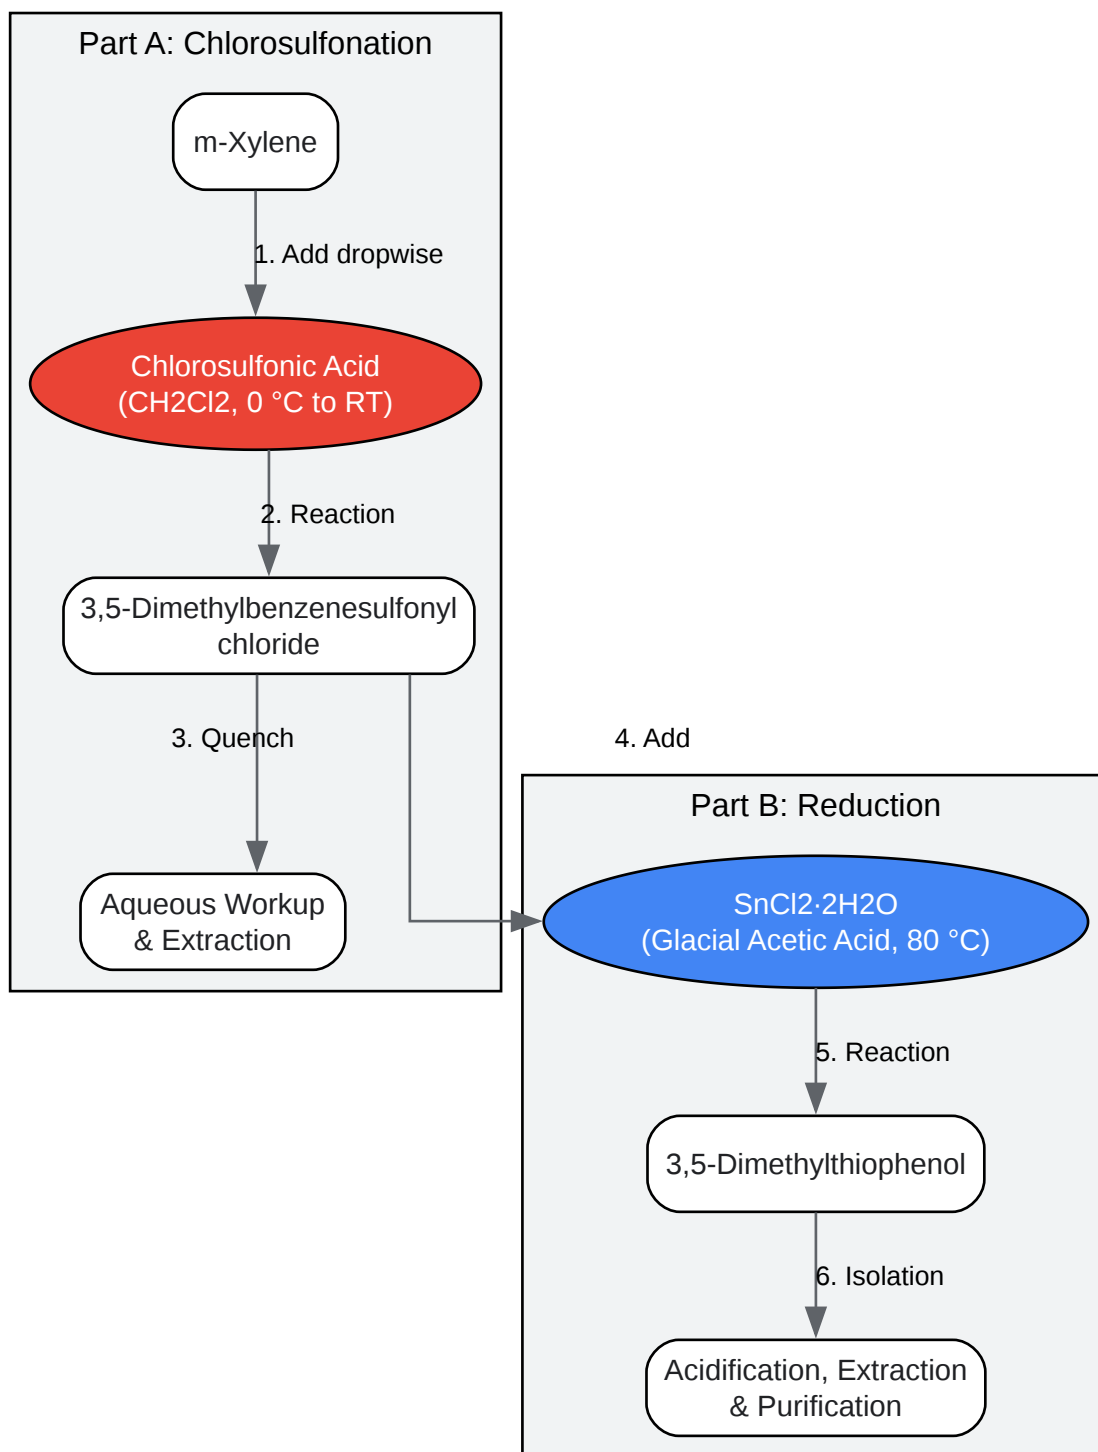 Part A: Chlorosulfonation
m-Xylene
1. Add dropwise
Chlorosulfonic Acid
(CH2Cl2, 0 °C to RT)
2. Reaction
3,5-Dimethylbenzenesulfonyl
chloride
3. Quench
4. Add
Aqueous Workup
& Extraction
Part B: Reduction
SnCl2·2H2O
(Glacial Acetic Acid, 80 °C)
5. Reaction
3,5-Dimethylthiophenol
6. Isolation
Acidification, Extraction
& Purification